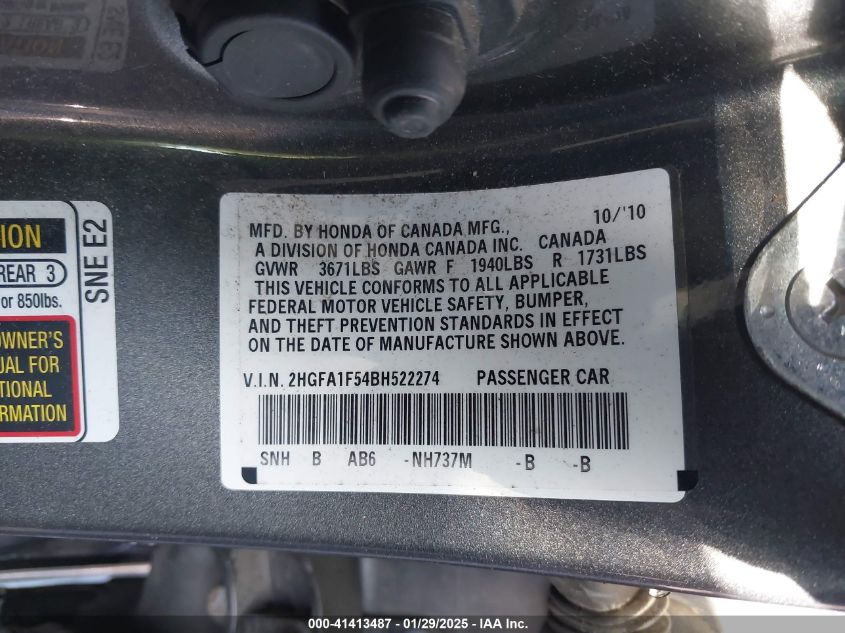 10/'10
MFD. BY HONDA OF CANADA MFG.,
A DIVISION OF HONDA CANADA INC. CANADA
GVWR 3671LBS GAWR F 1940LBS R 1731LBS
THIS VEHICLE CONFORMS TO ALL APPLICABLE
FEDERAL MOTOR VEHICLE SAFETY, BUMPER,
AND THEFT PREVENTION STANDARDS IN EFFECT
ON THE DATE OF MANUFACTURE SHOWN ABOVE.
V.I.N. 2HGFA1F54BH522274 PASSENGER CAR
SNH B AB6 -NH737M -B -B
ION
REAR 3
or 850lbs.
OWNER'S
UAL FOR
TIONAL
RMATION
SNE E2
000-41413487 - 01/29/2025 - IAA Inc.